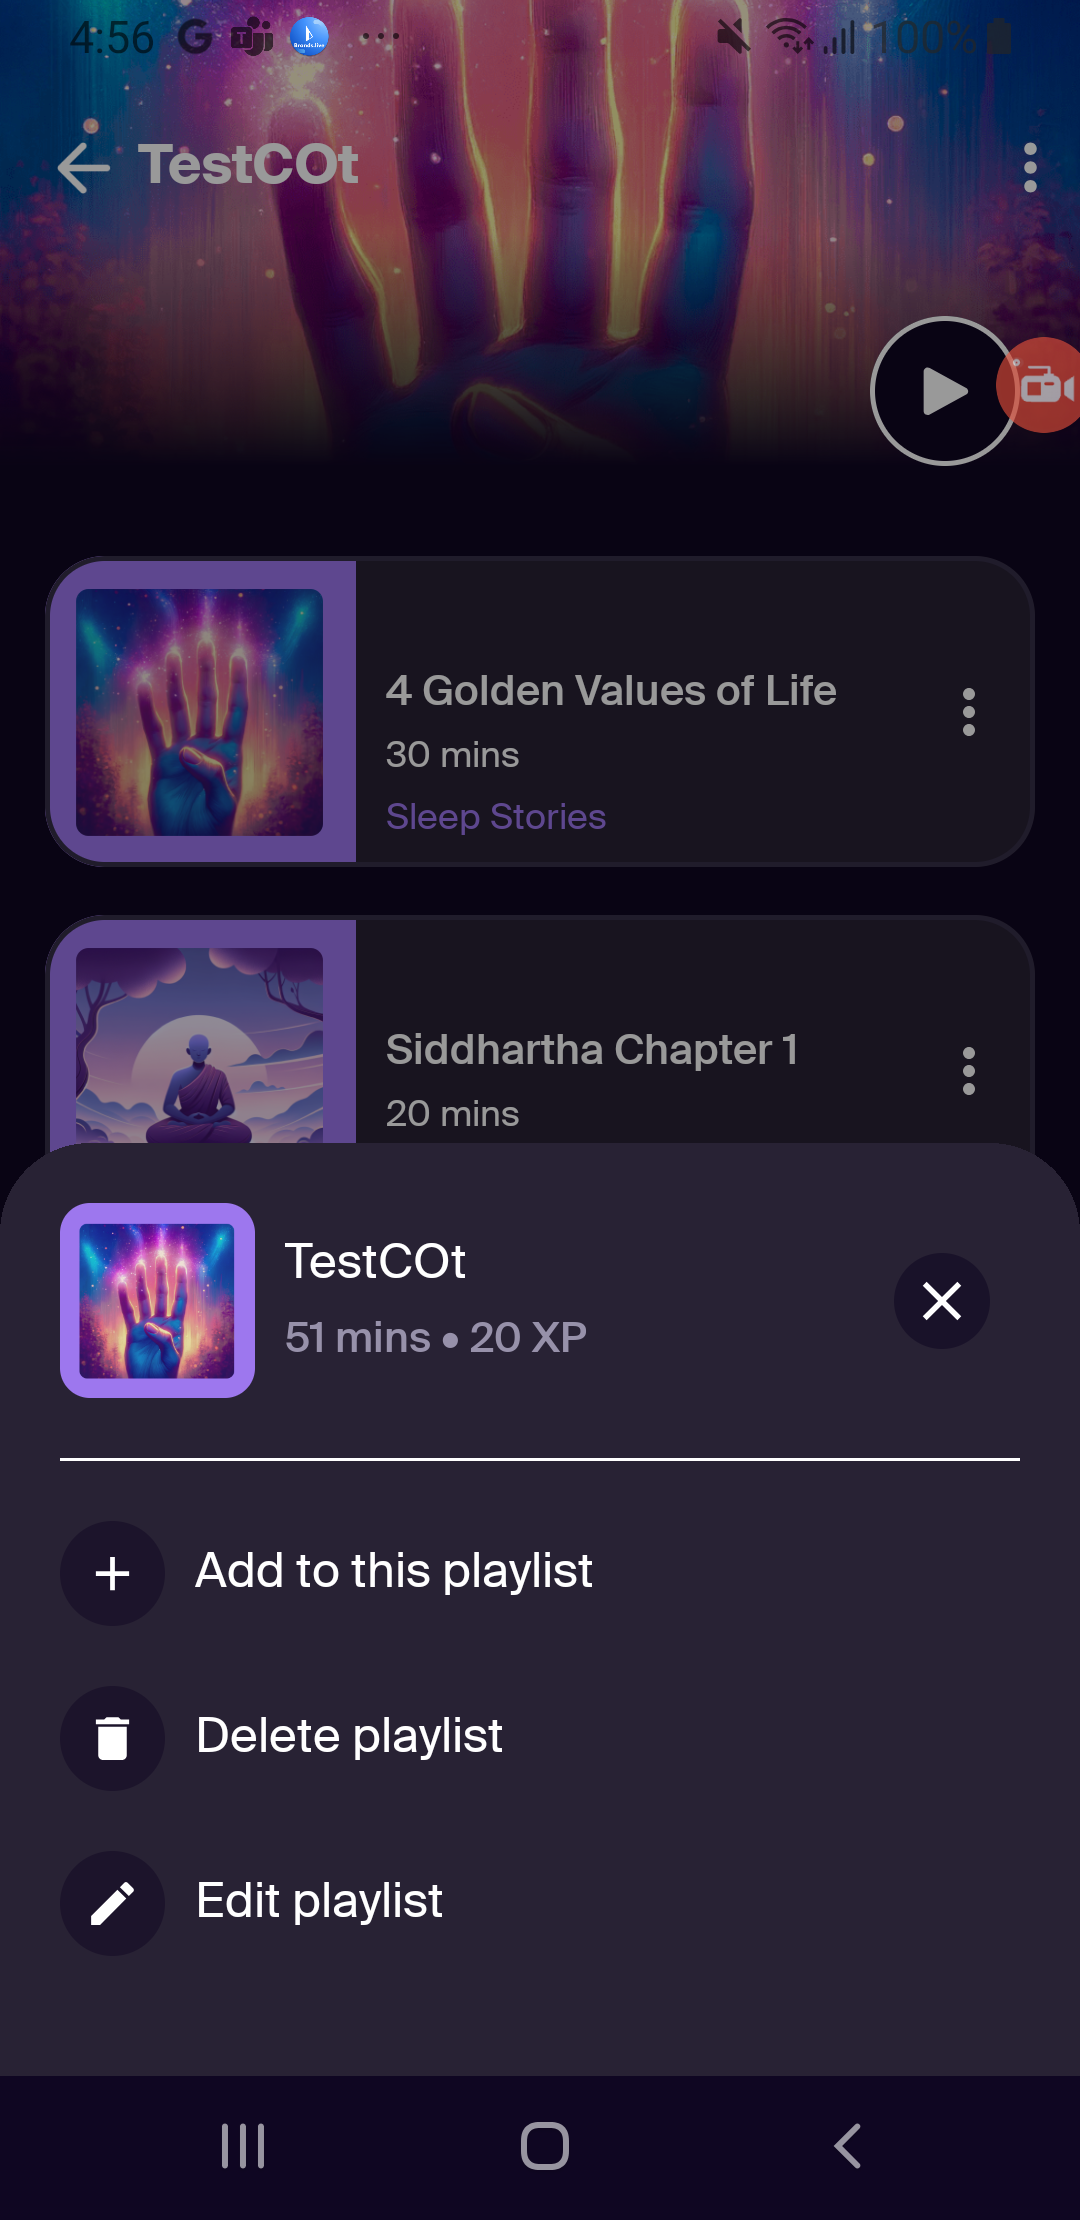 4:56
100%
TestCOt
4 Golden Values of Life
30 mins
Sleep Stories
Siddhartha Chapter 1
20 mins
TestCOt
51 mins • 20 XP
Add to this playlist
Delete playlist
Edit playlist